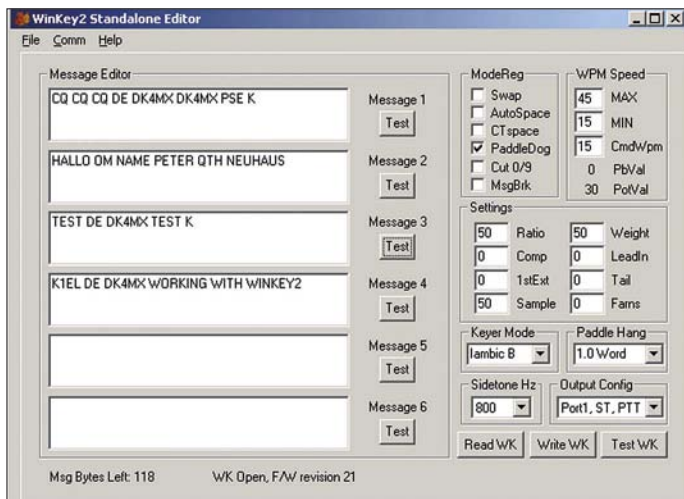 WinKey2 Standalone Editor
File Comm Help
Message Editor
CQ CQ CQ DE DK4MX DK4MX PSE K
Message 1
Test
HALLO OM NAME PETER QTH NEUHAUS
Message 2
Test
TEST DE DK4MX TEST K
Message 3
Test
K1EL DE DK4MX WORKING WITH WINKEY2
Message 4
Test
Message 5
Test
Message 6
Test
Msg Bytes Left: 118 WK Open, F/W revision 21
ModeReg
Swap
AutoSpace
CTspace
PaddleDog
Cut 0/9
MsgBrk
WPM Speed
45 MAX
15 MIN
15 CmdWpm
0 PbVal
30 PotVal
Settings
50 Ratio 50 Weight
0 Comp 0 LeadIn
0 1stExt 0 Tail
50 Sample 0 Farns
Keyer Mode
Iambic B
Paddle Hang
1.0 Word
Sidetone Hz
800
Output Config
Port1, ST, PTT
Read WK Write WK Test WK